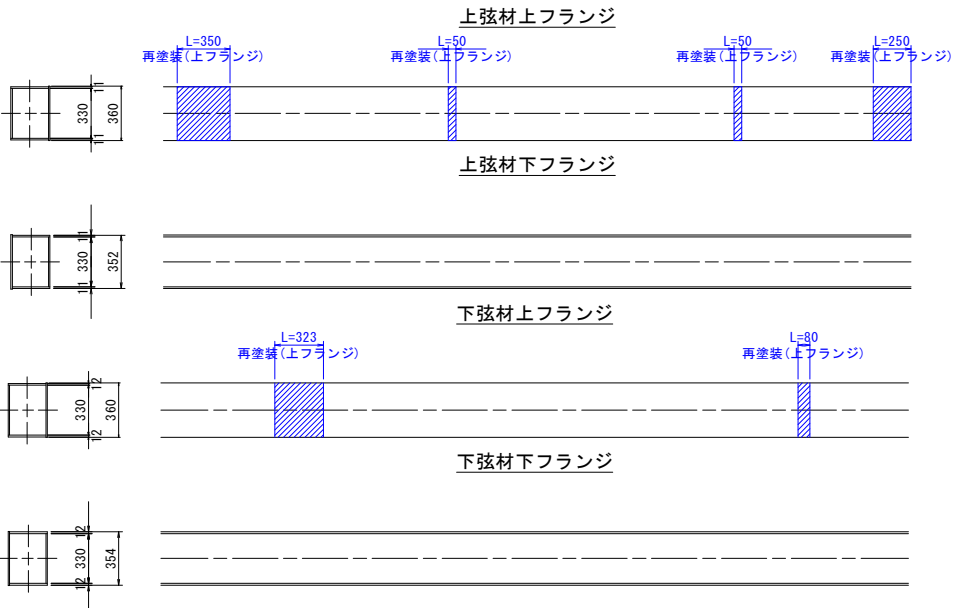 上弦材上フランジ
L=350
再塗装(上フランジ)
L=50
再塗装(上フランジ)
L=50
再塗装(上フランジ)
L=250
再塗装(上フランジ)
11
330
360
11
上弦材下フランジ
11
330
352
11
下弦材上フランジ
L=323
再塗装(上フランジ)
L=80
再塗装(上フランジ)
12
330
360
12
下弦材下フランジ
12
330
354
12